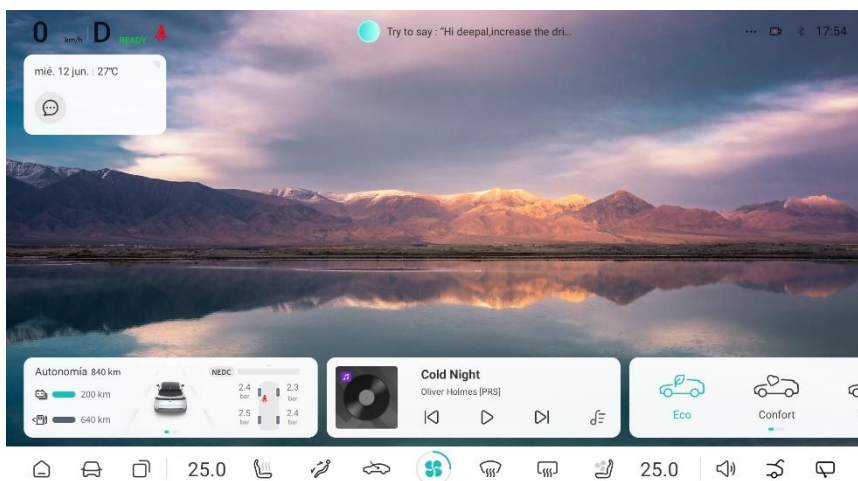 0 km/h D READY
Try to say : "Hi deepal,increase the dri...
17:54
mié. 12 jun. | 27°C
Autonomía 840 km
NEDC
200 km
640 km
2.4 bar
2.3 bar
2.5 bar
2.4 bar
Cold Night
Oliver Holmes [PRS]
Eco
Confort
25.0
25.0